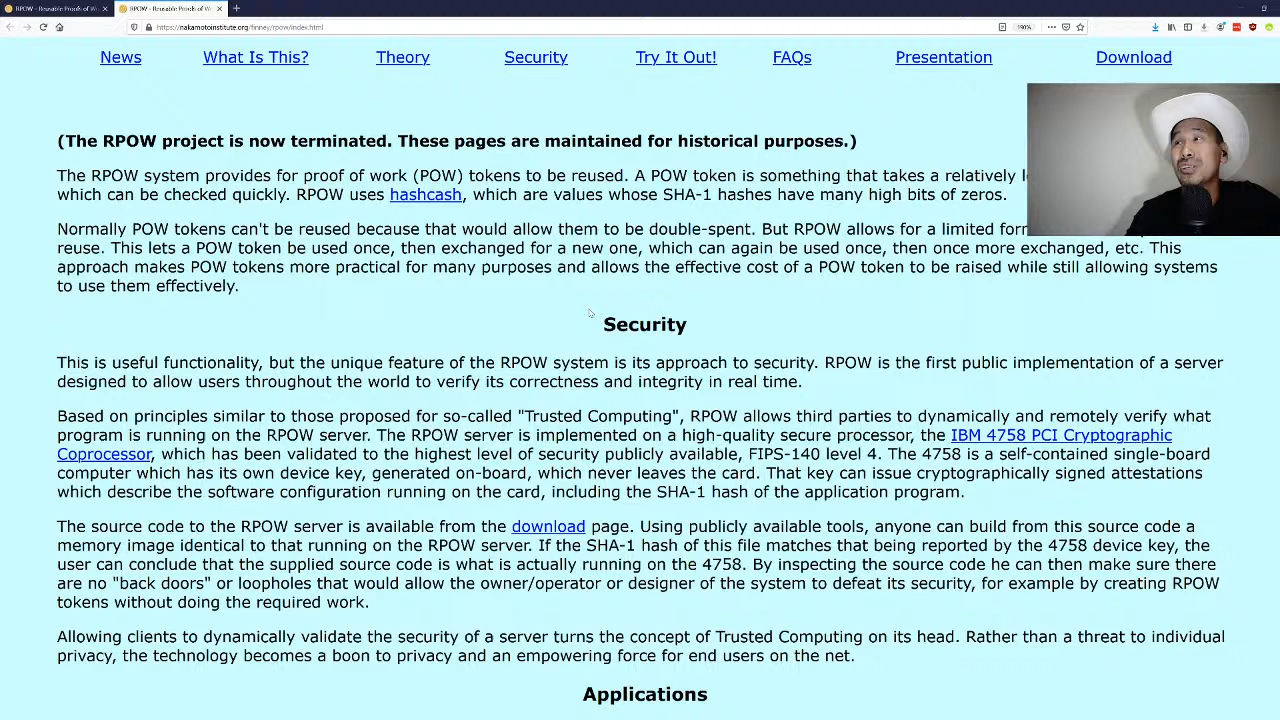 RPOW - Reusable Proofs of W
RPOW - Reusable Proofs of W
https://nakamotoinstitute.org/finney/rpow/index.html
News What Is This? Theory Security Try It Out! FAQs Presentation Download
(The RPOW project is now terminated. These pages are maintained for historical purposes.)
The RPOW system provides for proof of work (POW) tokens to be reused. A POW token is something that takes a relatively
which can be checked quickly. RPOW uses hashcash, which are values whose SHA-1 hashes have many high bits of zeros.
Normally POW tokens can't be reused because that would allow them to be double-spent. But RPOW allows for a limited
reuse. This lets a POW token be used once, then exchanged for a new one, which can again be used once, then once more exchanged, etc. This
approach makes POW tokens more practical for many purposes and allows the effective cost of a POW token to be raised while still allowing systems
to use them effectively.
Security
This is useful functionality, but the unique feature of the RPOW system is its approach to security. RPOW is the first public implementation of a server
designed to allow users throughout the world to verify its correctness and integrity in real time.
Based on principles similar to those proposed for so-called "Trusted Computing", RPOW allows third parties to dynamically and remotely verify what
program is running on the RPOW server. The RPOW server is implemented on a high-quality secure processor, the IBM 4758 PCI Cryptographic
Coprocessor, which has been validated to the highest level of security publicly available, FIPS-140 level 4. The 4758 is a self-contained single-board
computer which has its own device key, generated on-board, which never leaves the card. That key can issue cryptographically signed attestations
which describe the software configuration running on the card, including the SHA-1 hash of the application program.
The source code to the RPOW server is available from the download page. Using publicly available tools, anyone can build from this source code a
memory image identical to that running on the RPOW server. If the SHA-1 hash of this file matches that being reported by the 4758 device key, the
user can conclude that the supplied source code is what is actually running on the 4758. By inspecting the source code he can then make sure there
are no "back doors" or loopholes that would allow the owner/operator or designer of the system to defeat its security, for example by creating RPOW
tokens without doing the required work.
Allowing clients to dynamically validate the security of a server turns the concept of Trusted Computing on its head. Rather than a threat to individual
privacy, the technology becomes a boon to privacy and an empowering force for end users on the net.
Applications